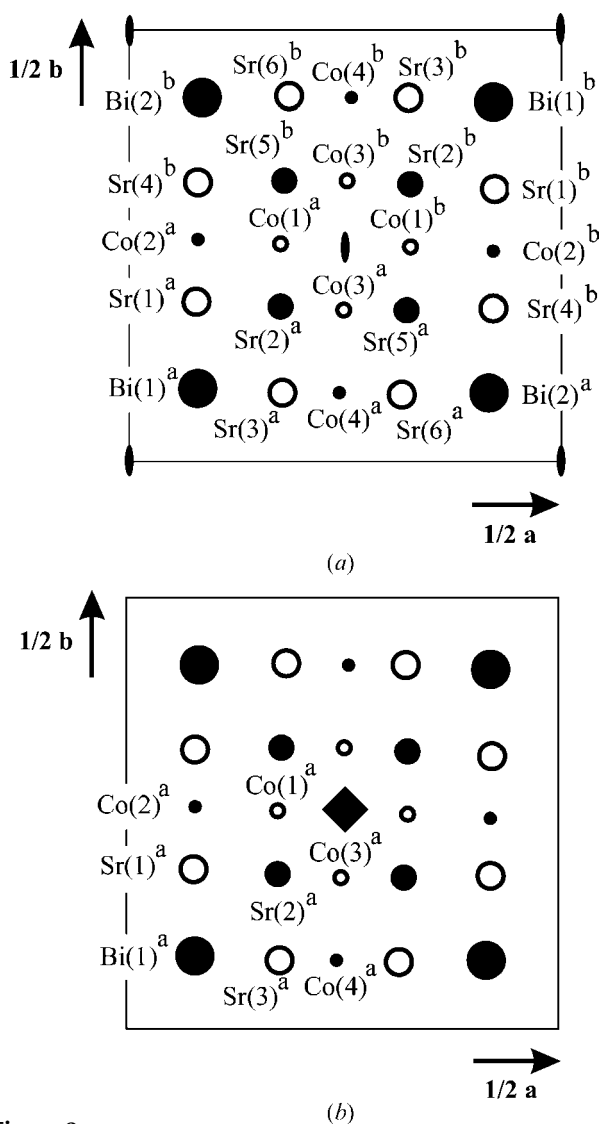 1/2 b
Sr(6)b Co(4)b Sr(3)b
Bi(2)b Bi(1)b
Sr(5)b Co(3)b Sr(2)b
Sr(4)b Sr(1)b
Co(1)a Co(1)b
Co(2)a Co(2)b
Sr(1)a Co(3)a Sr(4)b
Sr(2)a Sr(5)a
Bi(1)a Bi(2)a
Sr(3)a Co(4)a Sr(6)a
1/2 a
(a)
1/2 b
Co(1)a
Co(2)a
Sr(1)a Co(3)a
Sr(2)a
Bi(1)a
Sr(3)a Co(4)a
1/2 a
(b)